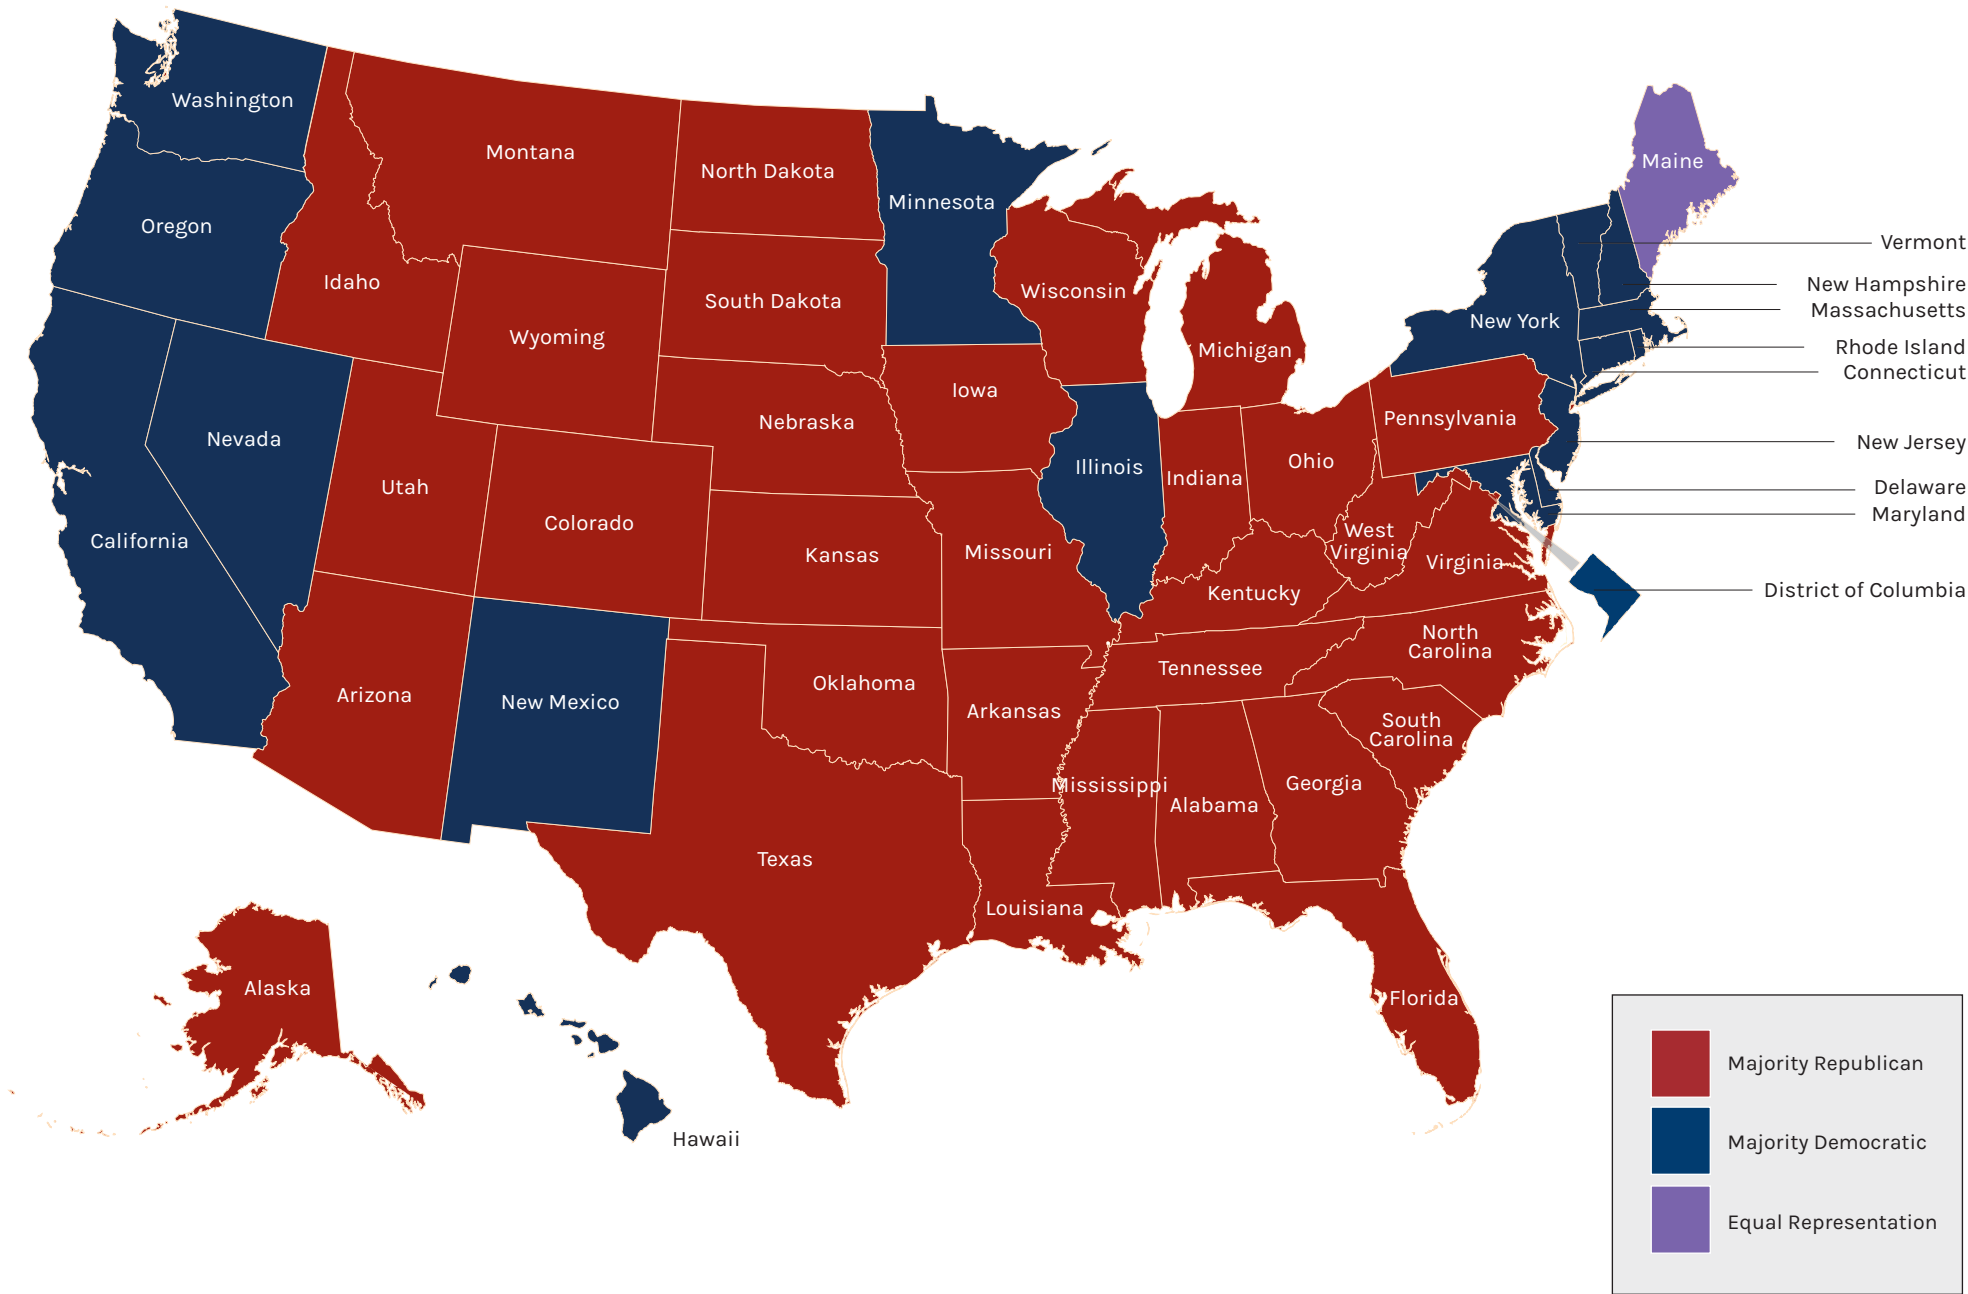 Washington
Montana
North Dakota
Minnesota
Maine
Oregon
Vermont
Idaho
South Dakota
Wisconsin
New Hampshire
Massachusetts
Wyoming
New York
Michigan
Rhode Island
Connecticut
Iowa
Nebraska
Pennsylvania
Nevada
New Jersey
Utah
Illinois
Indiana
Ohio
Delaware
Maryland
Colorado
California
Kansas
Missouri
West
Virginia
Virginia
Kentucky
District of Columbia
North
Carolina
Tennessee
Arizona
New Mexico
Oklahoma
Arkansas
South
Carolina
Mississippi
Alabama
Georgia
Texas
Louisiana
Alaska
Florida
Hawaii
Majority Republican
Majority Democratic
Equal Representation